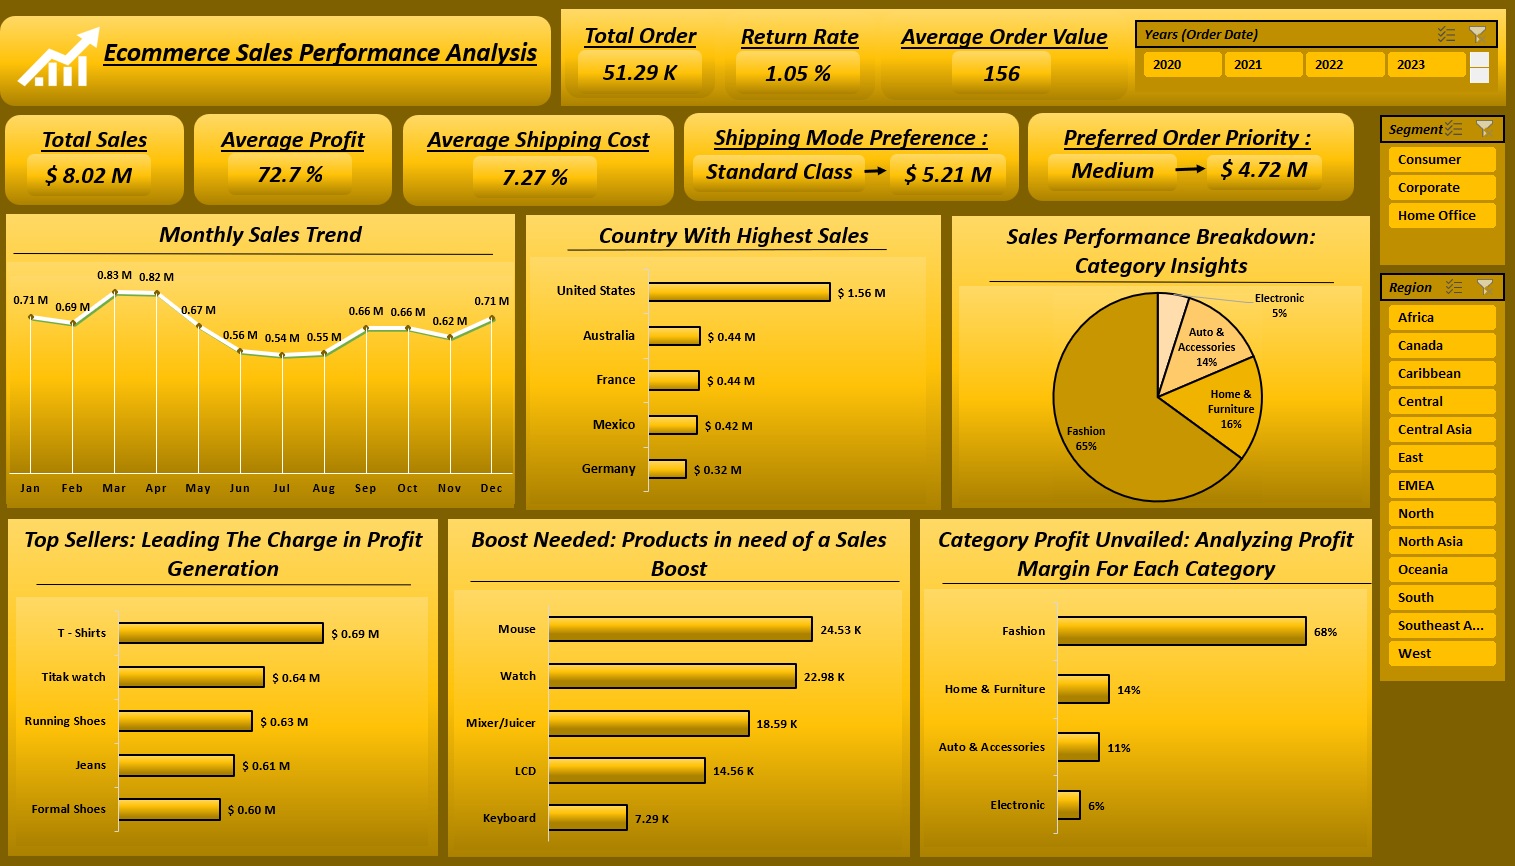 Ecommerce Sales Performance Analysis
Total Order
51.29 K
Return Rate
1.05 %
Average Order Value
156
Years (Order Date)
2020
2021
2022
2023
Total Sales
$ 8.02 M
Average Profit
72.7 %
Average Shipping Cost
7.27 %
Shipping Mode Preference :
Standard Class
$ 5.21 M
Preferred Order Priority :
Medium
$ 4.72 M
Segment
Consumer
Corporate
Home Office
Monthly Sales Trend
0.71 M
0.69 M
0.83 M
0.82 M
0.67 M
0.56 M
0.54 M
0.55 M
0.66 M
0.66 M
0.62 M
0.71 M
Jan
Feb
Mar
Apr
May
Jun
Jul
Aug
Sep
Oct
Nov
Dec
Country With Highest Sales
United States
$ 1.56 M
Australia
$ 0.44 M
France
$ 0.44 M
Mexico
$ 0.42 M
Germany
$ 0.32 M
Sales Performance Breakdown:
Category Insights
Electronic
5%
Auto &
Accessories
14%
Home &
Furniture
16%
Fashion
65%
Region
Africa
Canada
Caribbean
Central
Central Asia
East
EMEA
North
North Asia
Oceania
South
Southeast A...
West
Top Sellers: Leading The Charge in Profit
Generation
T - Shirts
$ 0.69 M
Titak watch
$ 0.64 M
Running Shoes
$ 0.63 M
Jeans
$ 0.61 M
Formal Shoes
$ 0.60 M
Boost Needed: Products in need of a Sales
Boost
Mouse
24.53 K
Watch
22.98 K
Mixer/Juicer
18.59 K
LCD
14.56 K
Keyboard
7.29 K
Category Profit Unvailed: Analyzing Profit
Margin For Each Category
Fashion
68%
Home & Furniture
14%
Auto & Accessories
11%
Electronic
6%